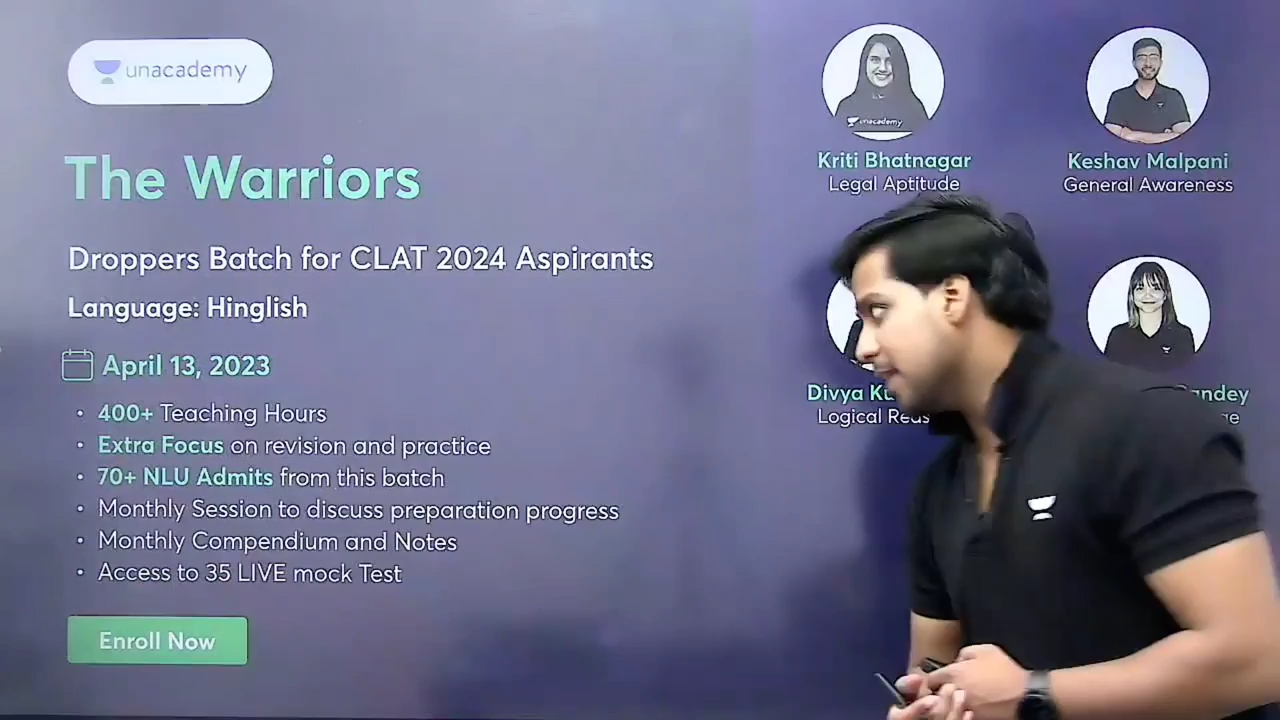 unacademy
The Warriors
Droppers Batch for CLAT 2024 Aspirants
Language: Hinglish
April 13, 2023
• 400+ Teaching Hours
• Extra Focus on revision and practice
• 70+ NLU Admits from this batch
• Monthly Session to discuss preparation progress
• Monthly Compendium and Notes
• Access to 35 LIVE mock Test
Enroll Now
unacademy
Kriti Bhatnagar
Legal Aptitude
Keshav Malpani
General Awareness
Divya
Logical